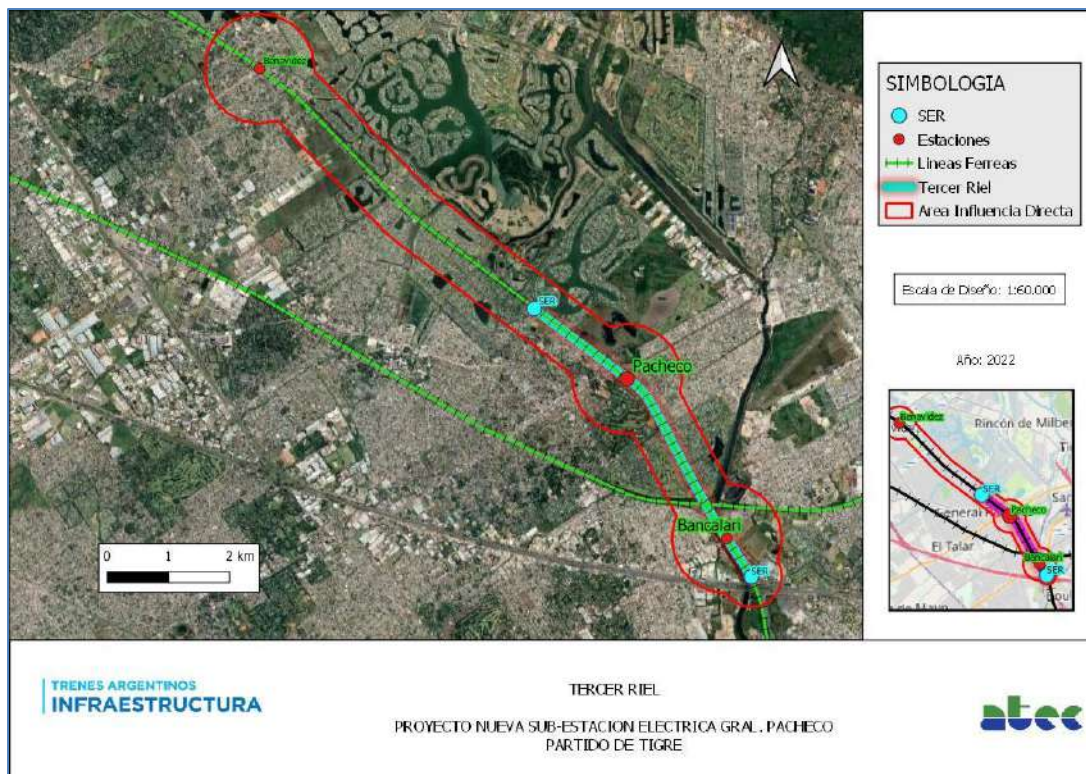 Benavidez
SER
Pacheco
Bancalari
SER
0 1 2 km
SIMBOLOGIA
SER
Estaciones
Lineas Ferreas
Tercer Riel
Area Influencia Directa
Escala de Diseño: 1:60.000
Año: 2022
Benavidez
Rincón de Milber
SER
Pacheco
General
El Talar
Bancalari
SER
TRENES ARGENTINOS
INFRAESTRUCTURA
TERCER RIEL
PROYECTO NUEVA SUB-ESTACION ELECTRICA GRAL. PACHECO
PARTIDO DE TIGRE
atec